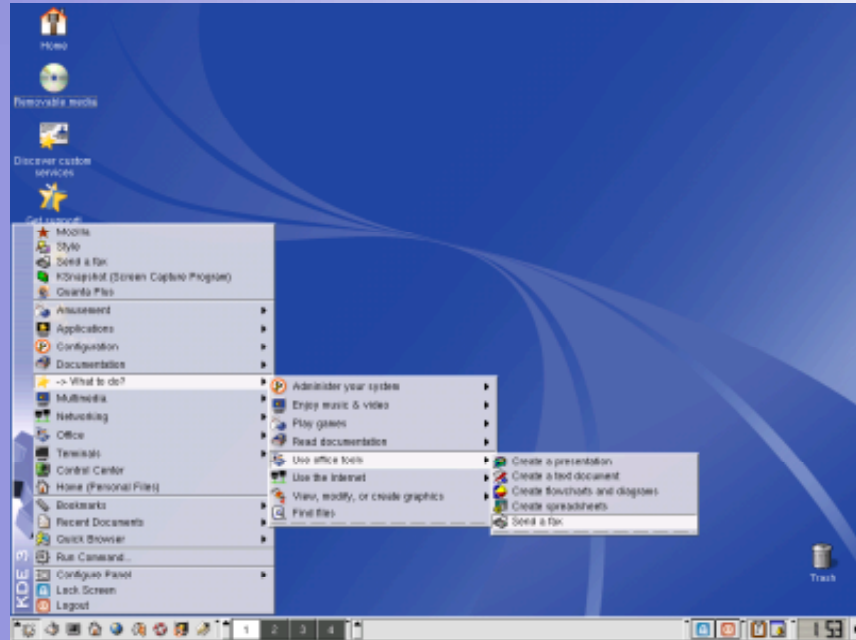 Home
Removable media
Discover custom
services
Get support!
Mozilla
Style
Send a fax
KSnapshot (Screen Capture Program)
Quanta Plus
Amusement
Applications
Configuration
Documentation
-> What to do?
Multimedia
Networking
Office
Terminals
Control Center
Home (Personal Files)
Bookmarks
Recent Documents
Quick Browser
Run Command...
Configure Panel
Lock Screen
Logout
KDE 3
Administer your system
Enjoy music & video
Play games
Read documentation
Use office tools
Use the Internet
View, modify, or create graphics
Find files
Create a presentation
Create a text document
Create flowcharts and diagrams
Create spreadsheets
Send a fax
Trash
1 2 3 4